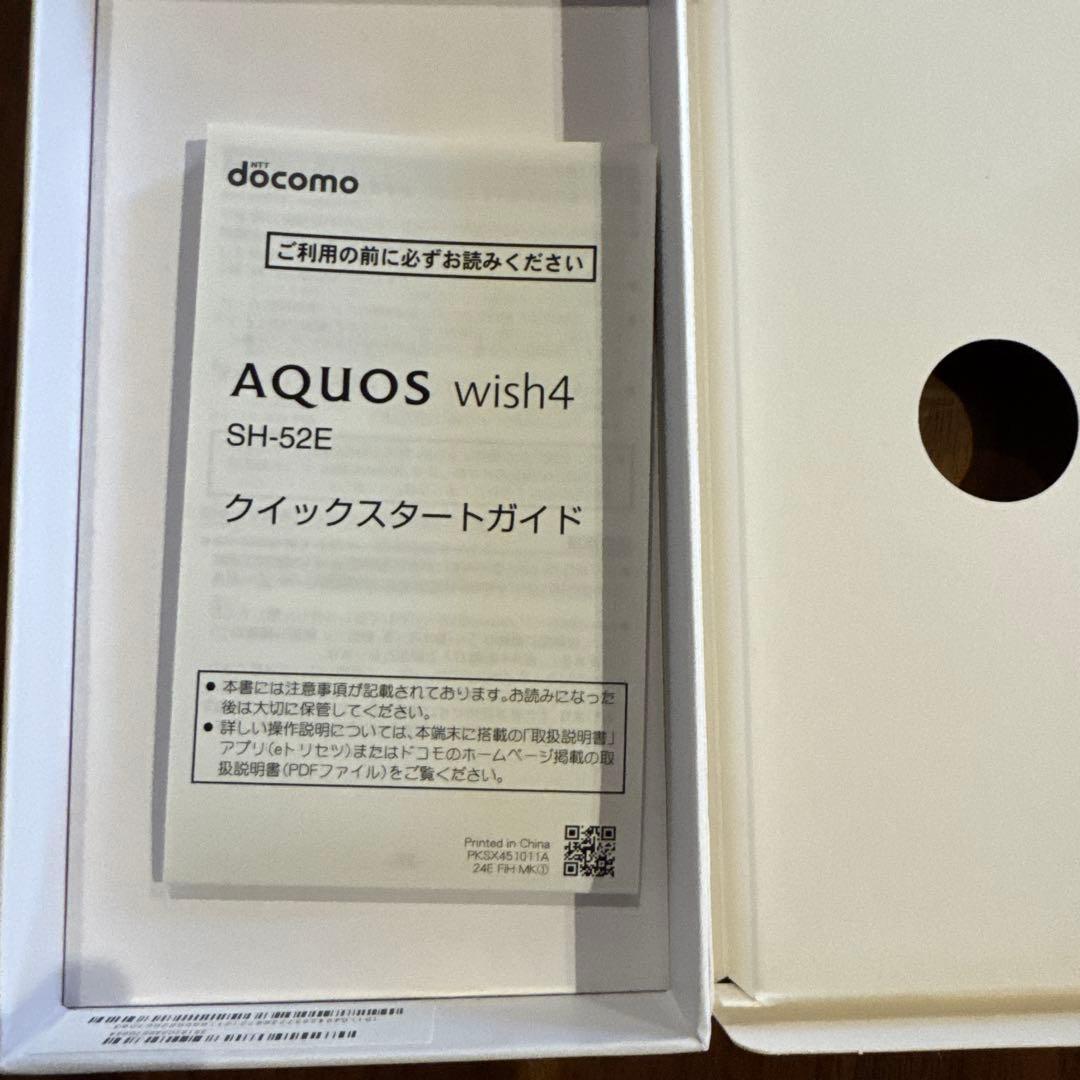 NTT
docomo
ご利用の前に必ずお読みください
AQUOS wish4
SH-52E
クイックスタートガイド
● 本書には注意事項が記載されております。お読みになった
後は大切に保管してください。
● 詳しい操作説明については、本端末に搭載の「取扱説明書」
アプリ(eトリセツ)またはドコモのホームページ掲載の取
扱説明書(PDFファイル)をご覧ください。
Printed in China
PKSX451011A
24E FIH MK①